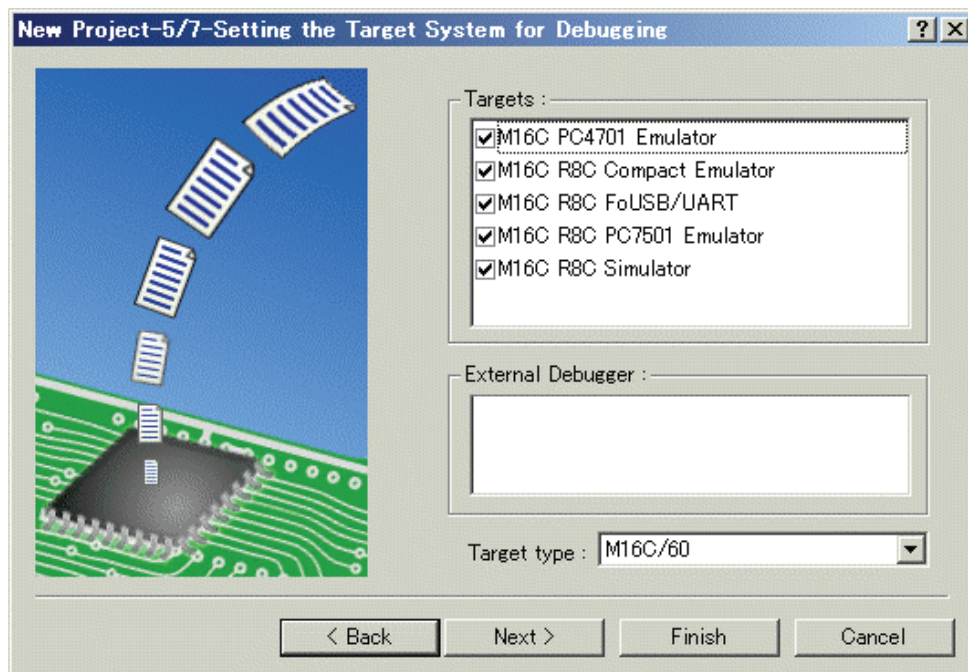 New Project-5/7-Setting the Target System for Debugging
Targets :
M16C PC4701 Emulator
M16C R8C Compact Emulator
M16C R8C FoUSB/UART
M16C R8C PC7501 Emulator
M16C R8C Simulator
External Debugger :
Target type : M16C/60
< Back Next > Finish Cancel